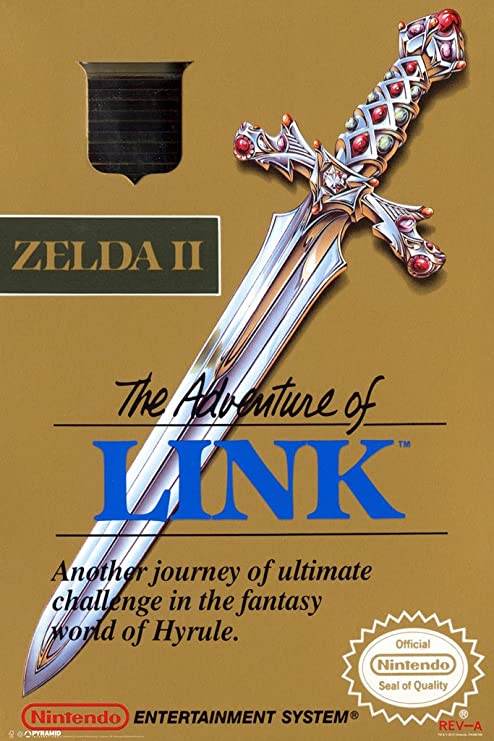 ZELDA II
The Adventure of
LINK™
Another journey of ultimate
challenge in the fantasy
world of Hyrule.
Official
Nintendo
Seal of Quality
Nintendo ENTERTAINMENT SYSTEM®
®
REV-A
PYRAMID